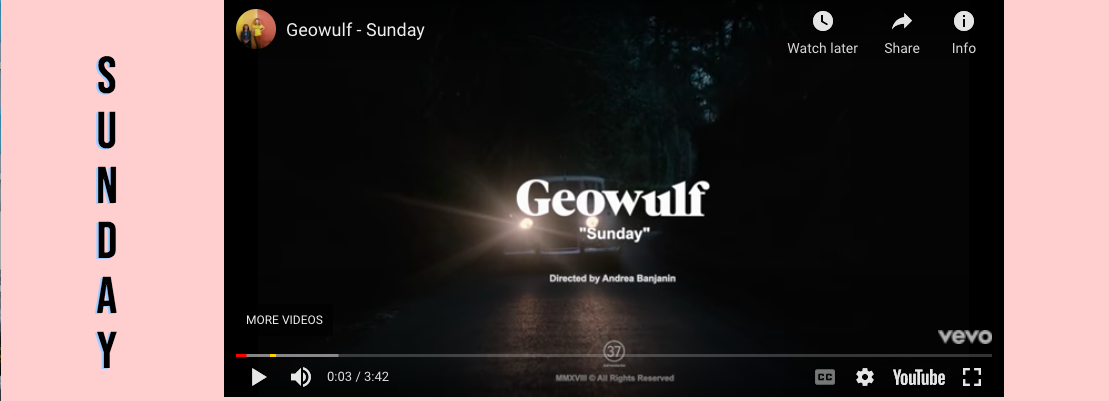 S
U
N
D
A
Y
Geowulf - Sunday
Watch later
Share
Info
Geowulf
"Sunday"
Directed by Andrea Banjanin
MORE VIDEOS
vevo
37
0:03 / 3:42
MMXVIII © All Rights Reserved
CC
YouTube